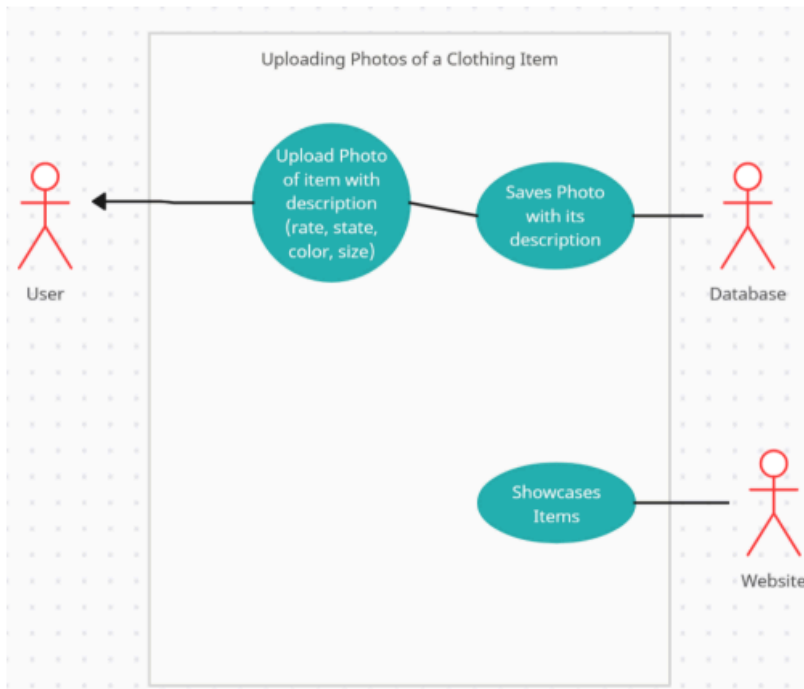 Uploading Photos of a Clothing Item
Upload Photo
of item with
description
(rate, state,
color, size)
Saves Photo
with its
description
User
Database
Showcases
Items
Website